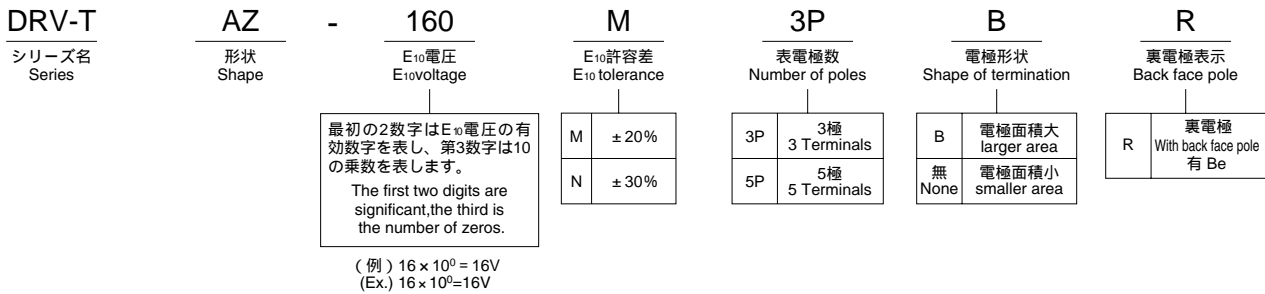 DRV-T AZ - 160 M 3P B R
シリーズ名 形状 E10電圧 E10許容差 表電極数 電極形状 裏電極表示
Series Shape E10voltage E10 tolerance Number of poles Shape of termination Back face pole
最初の2数字はE10電圧の有
効数字を表し、第3数字は10
の乗数を表します。
The first two digits are
significant,the third is
the number of zeros.
(例)16×10⁰=16V
(Ex.) 16×10⁰=16V
M ±20%
N ±30%
3P 3極
3 Terminals
5P 5極
5 Terminals
B 電極面積大
larger area
無 電極面積小
None smaller area
裏電極
R With back face pole
有 Be